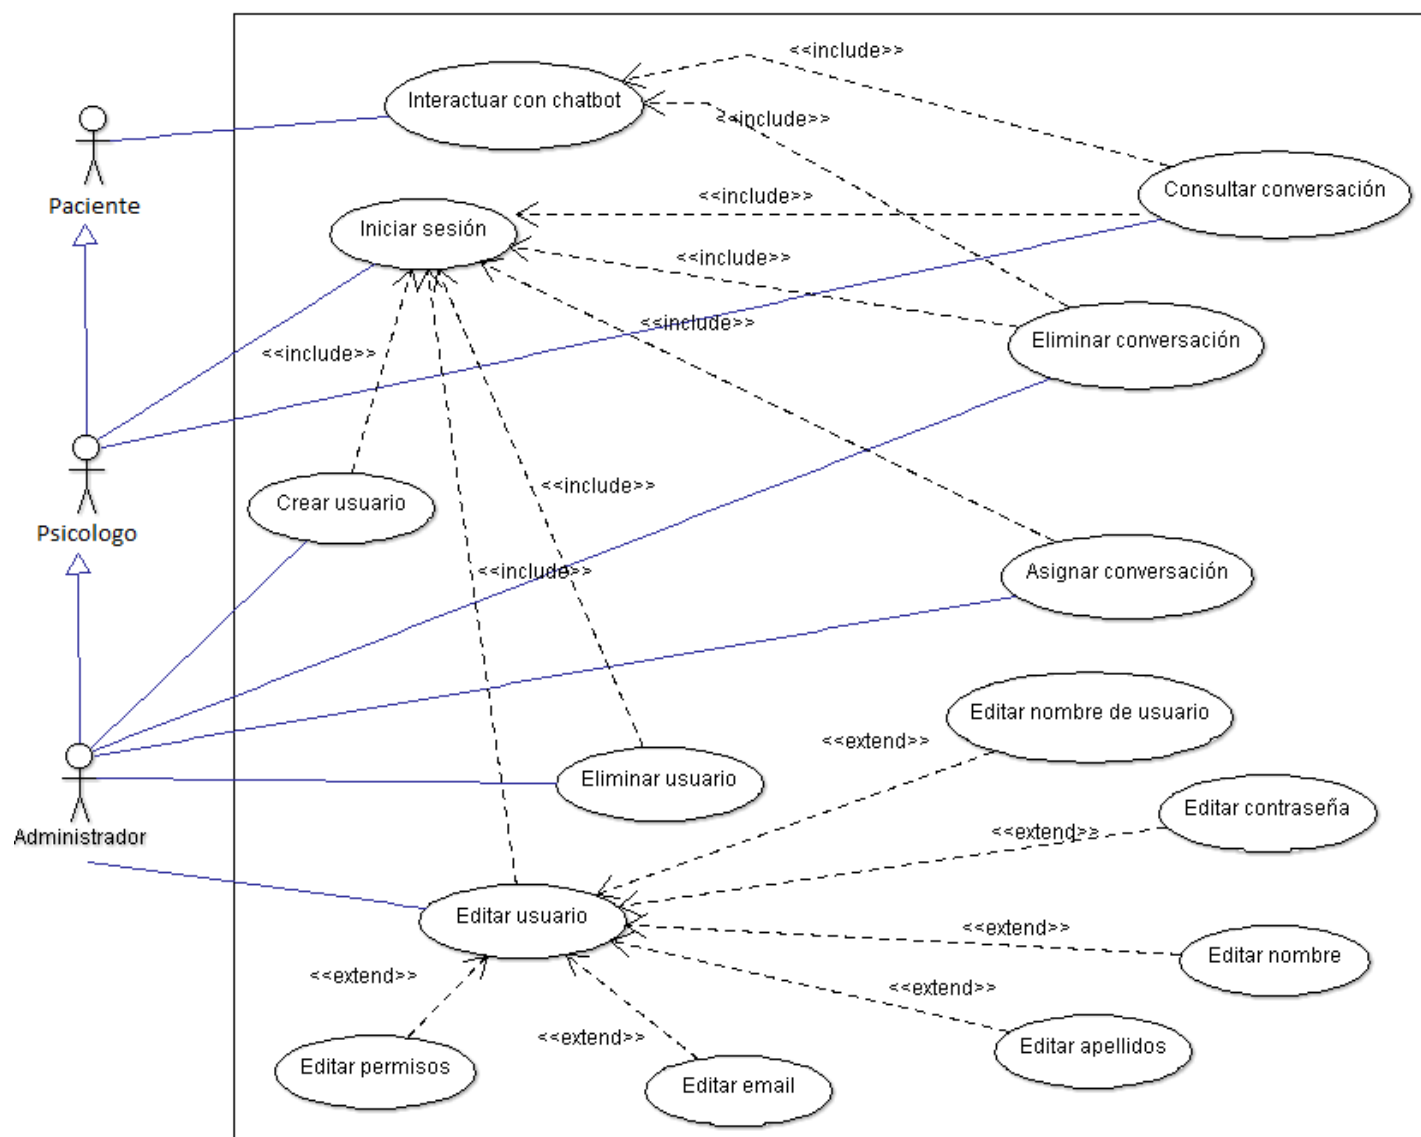 <<include>>
Interactuar con chatbot
<<include>>
Consultar conversación
<<include>>
Paciente
Iniciar sesión
<<include>>
<<include>>
<<include>>
Eliminar conversación
<<include>>
Crear usuario
<<include>>
Psicologo
<<include>>
Asignar conversación
Editar nombre de usuario
<<extend>>
Eliminar usuario
Editar contraseña
Administrador
<<extend>>
Editar usuario
<<extend>>
Editar nombre
<<extend>>
<<extend>>
<<extend>>
Editar apellidos
Editar permisos
Editar email